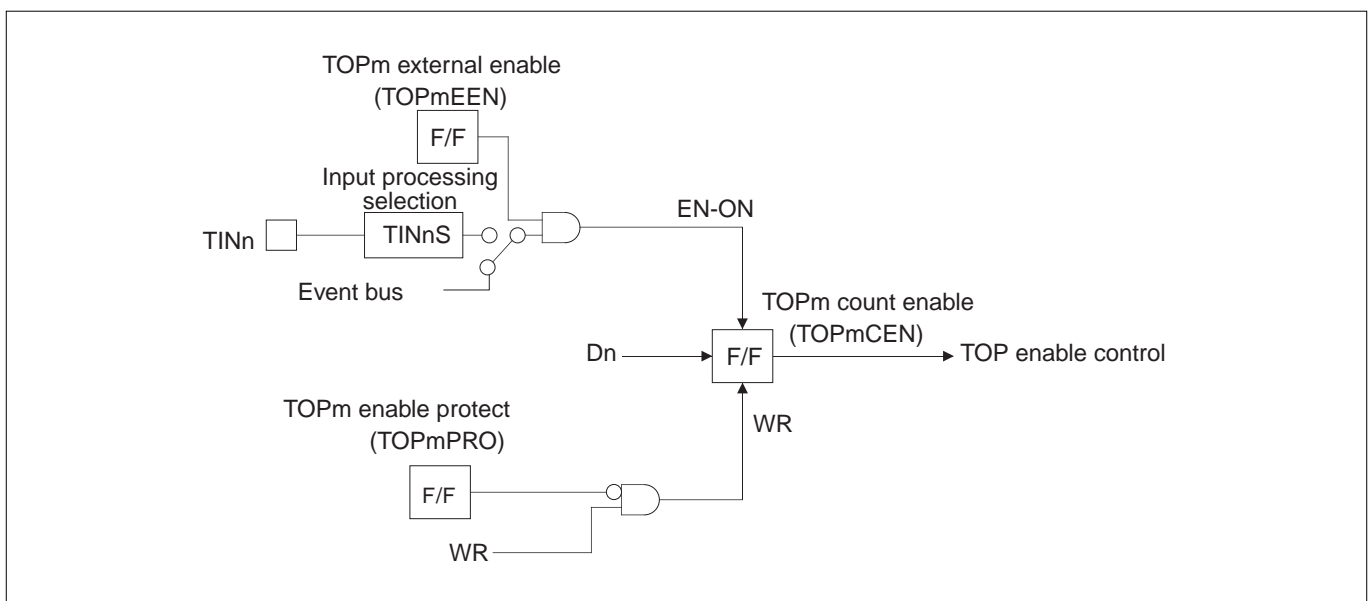 TOPm external enable
(TOPmEEN)
F/F
Input processing
selection
TINn
TINnS
EN-ON
Event bus
TOPm count enable
(TOPmCEN)
Dn
F/F
TOP enable control
TOPm enable protect
(TOPmPRO)
WR
F/F
WR